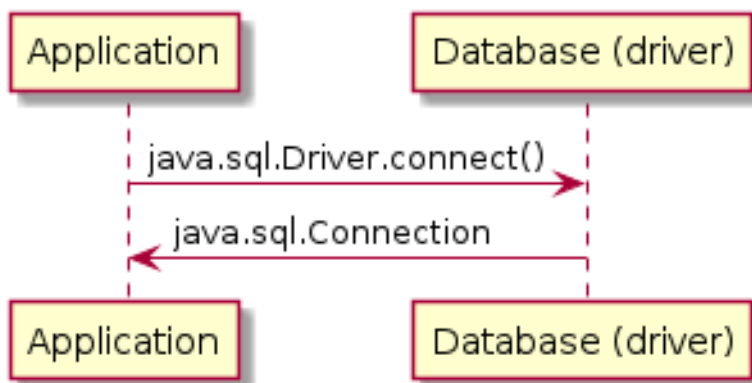 Application
Database (driver)
java.sql.Driver.connect()
java.sql.Connection
Application
Database (driver)